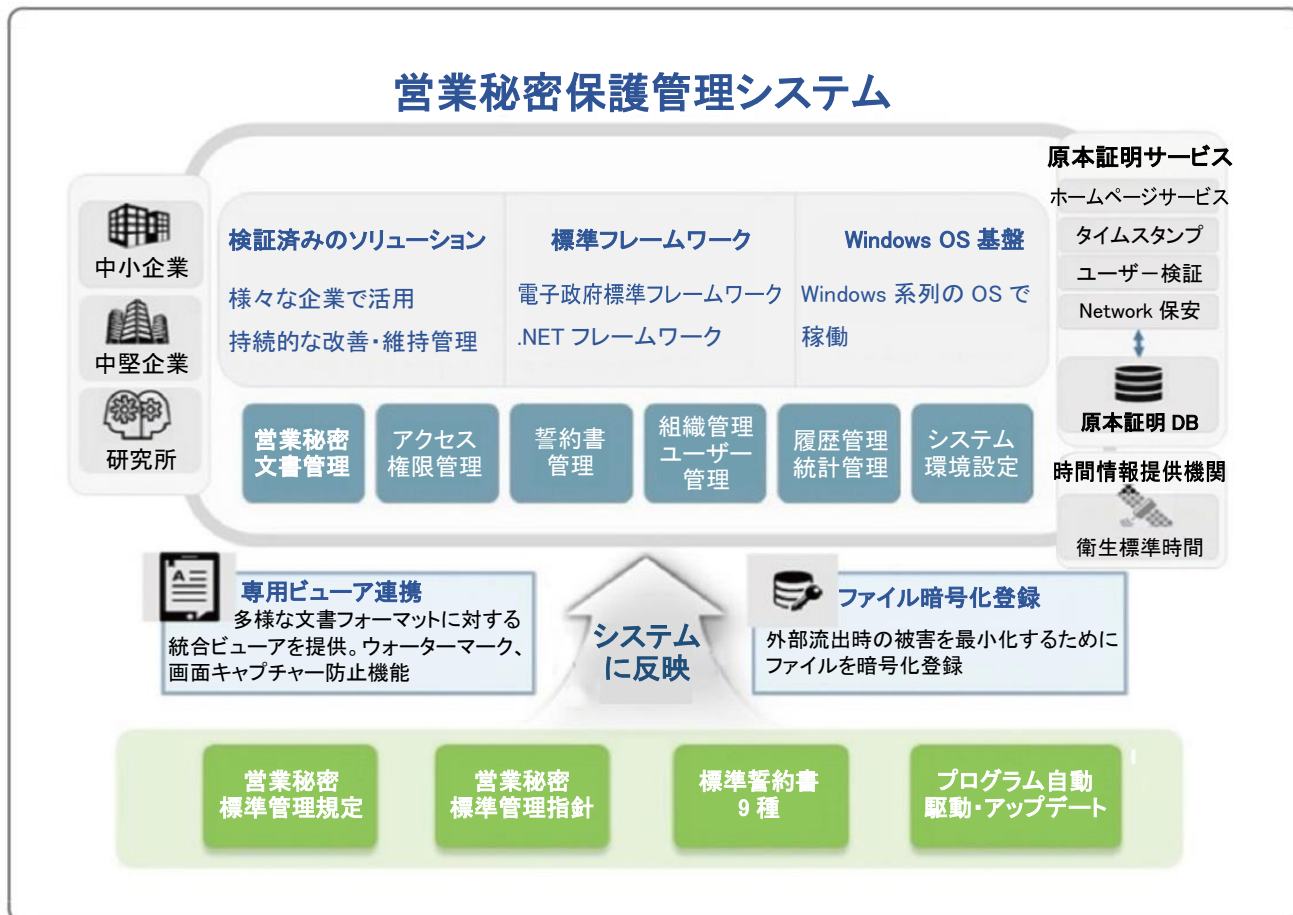 営業秘密保護管理システム
中小企業
中堅企業
研究所
検証済みのソリューション
様々な企業で活用
持続的な改善・維持管理
標準フレームワーク
電子政府標準フレームワーク
.NET フレームワーク
Windows OS 基盤
Windows 系列の OS で
稼働
営業秘密
文書管理
アクセス
権限管理
誓約書
管理
組織管理
ユーザー
管理
履歴管理
統計管理
システム
環境設定
原本証明サービス
ホームページサービス
タイムスタンプ
ユーザー検証
Network 保安
原本証明 DB
時間情報提供機関
衛生標準時間
専用ビューア連携
多様な文書フォーマットに対する
統合ビューアを提供。ウォーターマーク、
画面キャプチャー防止機能
システム
に反映
ファイル暗号化登録
外部流出時の被害を最小化するために
ファイルを暗号化登録
営業秘密
標準管理規定
営業秘密
標準管理指針
標準誓約書
9 種
プログラム自動
駆動・アップデート